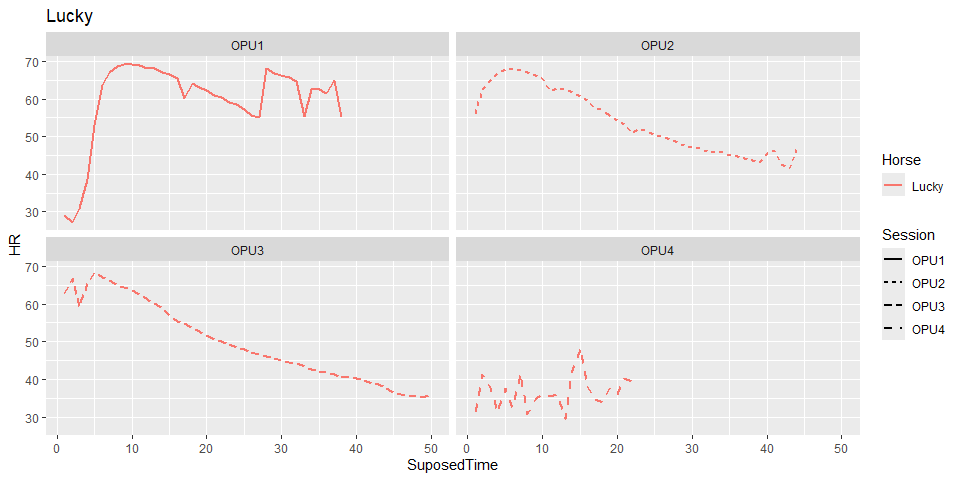 Lucky
OPU1
OPU2
70
60
50
40
30
HR
OPU3
OPU4
70
60
50
40
30
0 10 20 30 40 50
0 10 20 30 40 50
SuposedTime
Horse
Lucky
Session
OPU1
OPU2
OPU3
OPU4